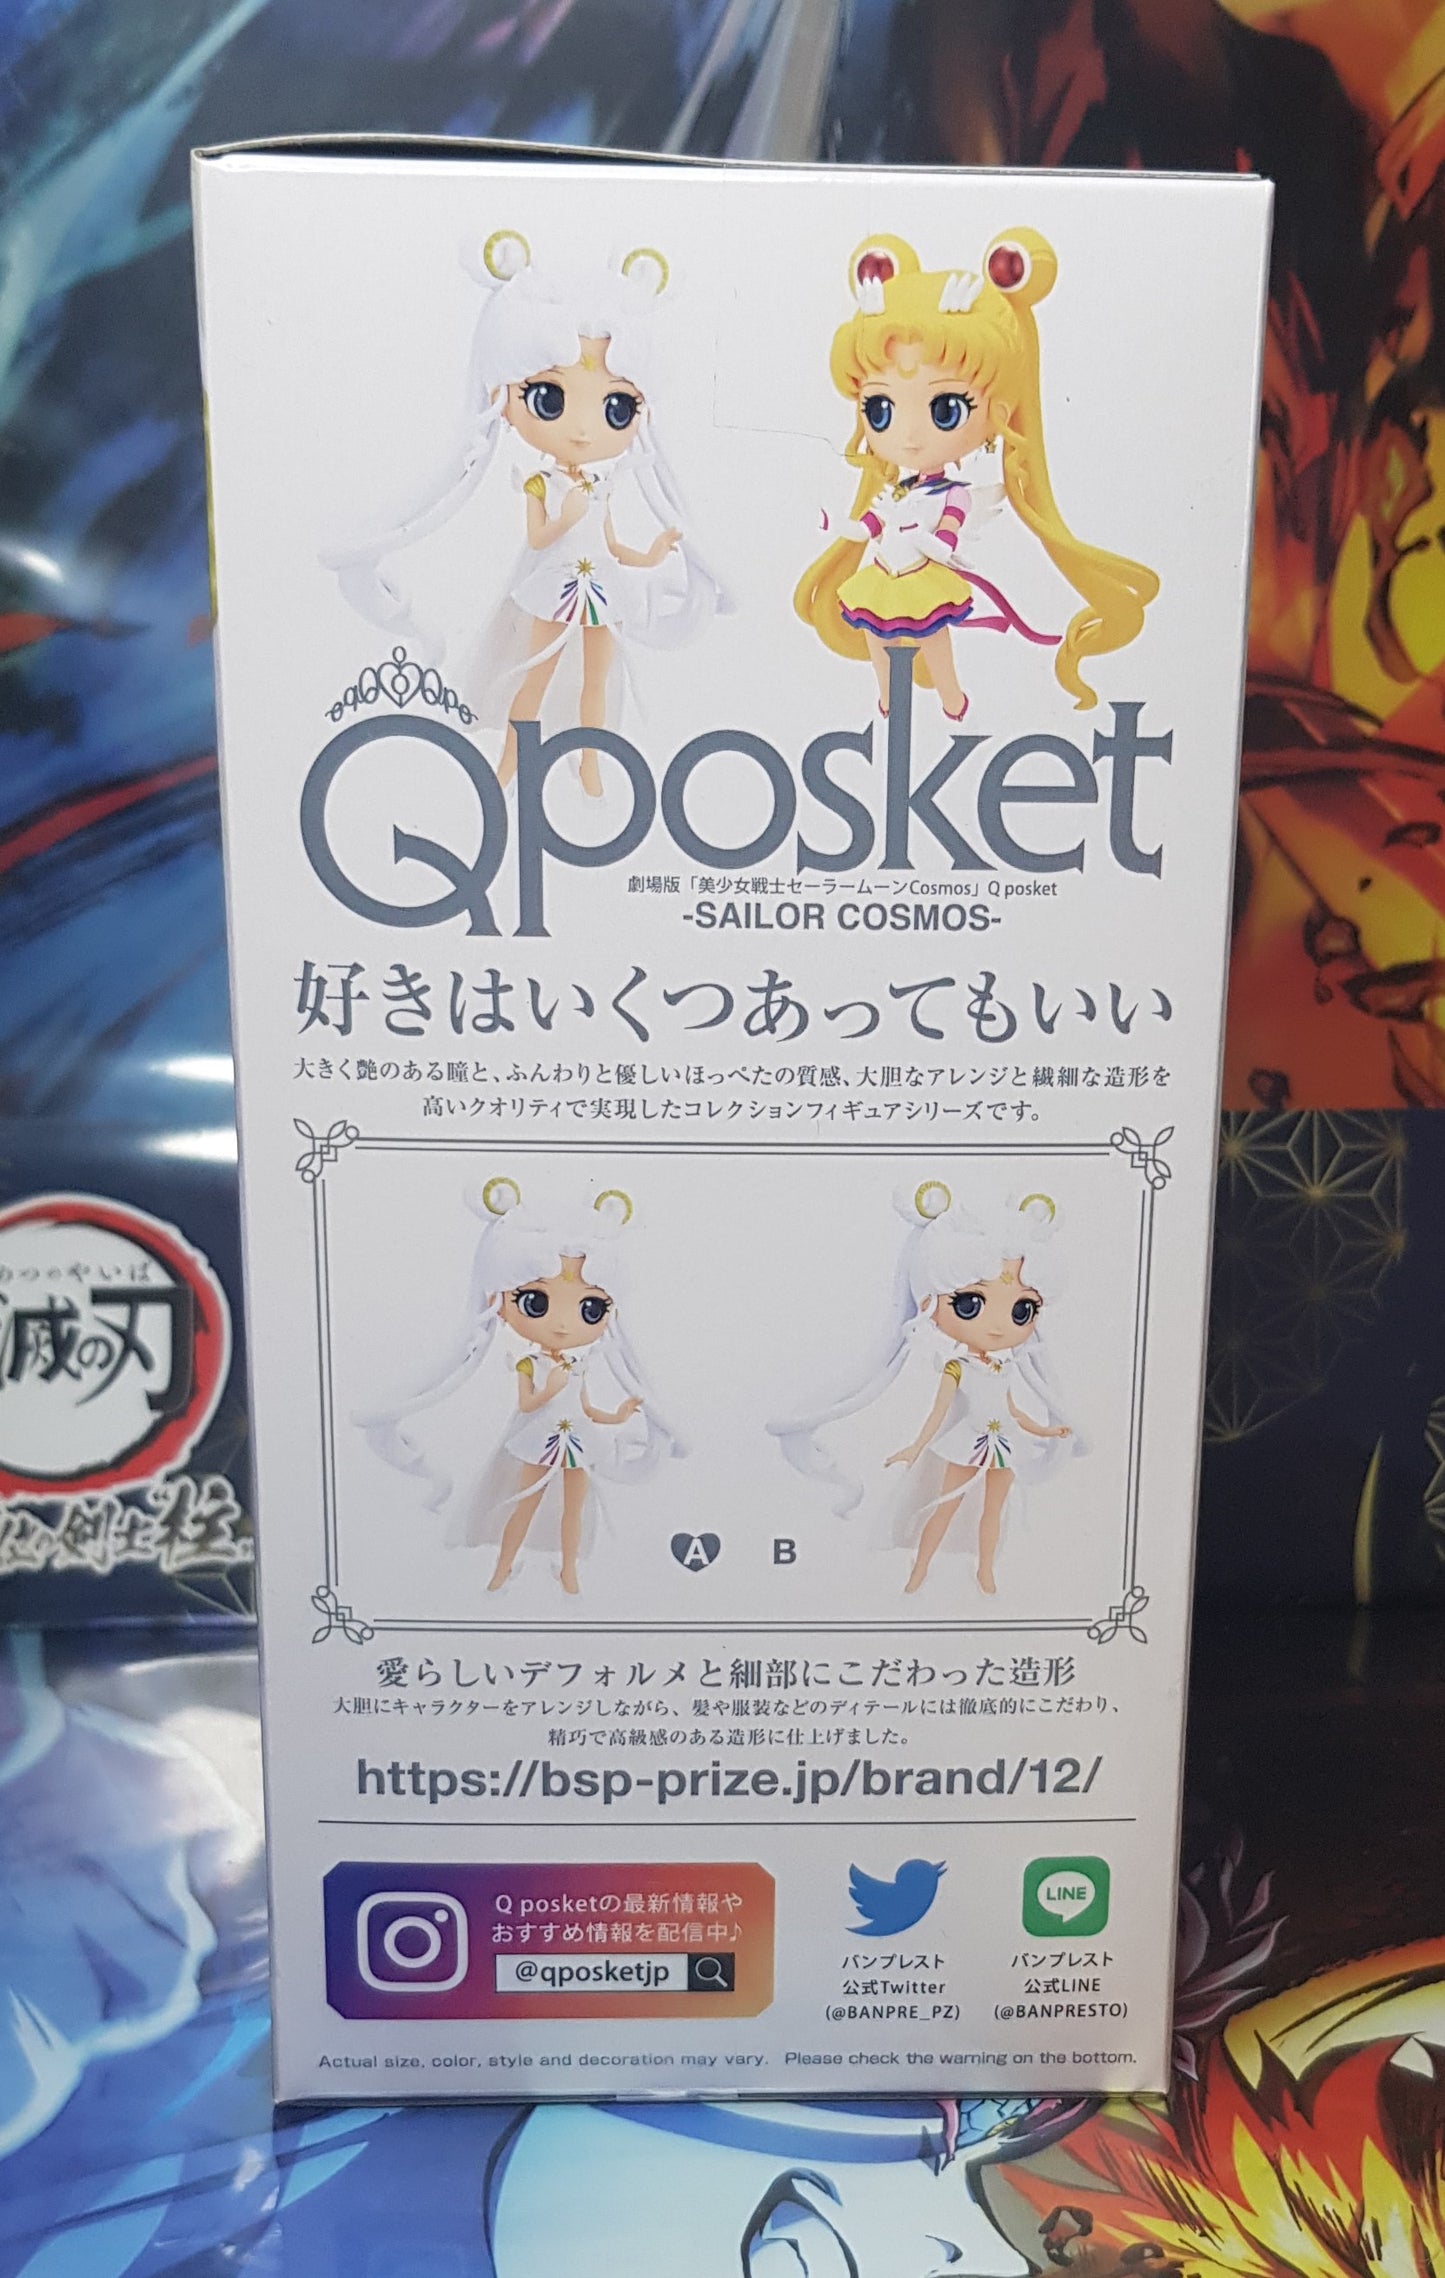 Qposket
劇場版「美少女戦士セーラームーンCosmos」Q posket
-SAILOR COSMOS-
好きはいくつあってもいい
大きく艶のある瞳と、ふんわりと優しいほっぺたの質感、大胆なアレンジと繊細な造形を
高いクオリティで実現したコレクションフィギュアシリーズです。
A B
愛らしいデフォルメと細部にこだわった造形
大胆にキャラクターをアレンジしながら、髪や服装などのディテールには徹底的にこだわり、
精巧で高級感のある造形に仕上げました。
https://bsp-prize.jp/brand/12/
Q posketの最新情報や
おすすめ情報を配信中♪
@qposketjp
バンプレスト
公式Twitter
(@BANPRE_PZ)
LINE
バンプレスト
公式LINE
(@BANPRESTO)
Actual size, color, style and decoration may vary. Please check the warning on the bottom.
めつのやいば
滅の刃
剣士"柱